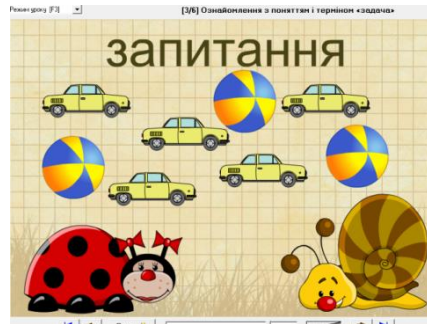 Режим уроку [F3]
[3/6] Ознайомлення з поняттям і терміном «задача»
запитання